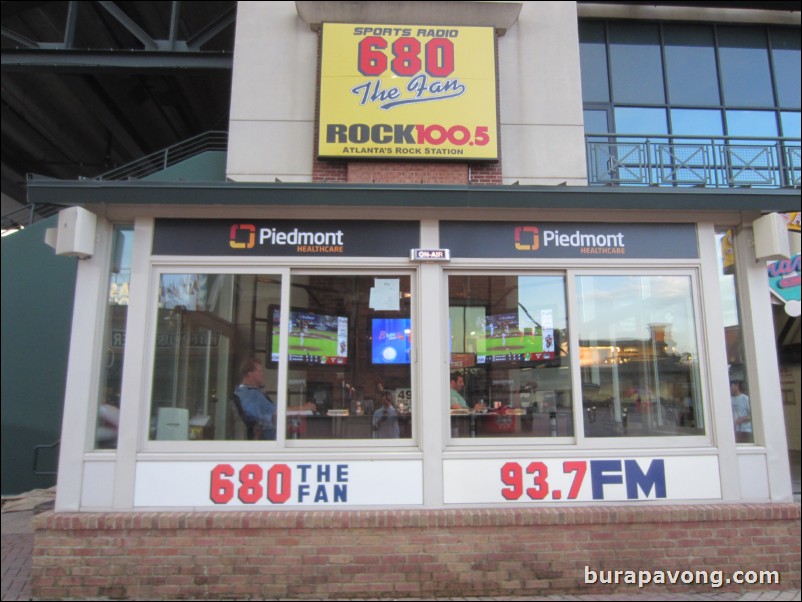 SPORTS RADIO
680
The Fan
ROCK100.5
ATLANTA'S ROCK STATION
Piedmont
HEALTHCARE
ON-AIR
Piedmont
HEALTHCARE
680 THE FAN
93.7FM
burapavong.com